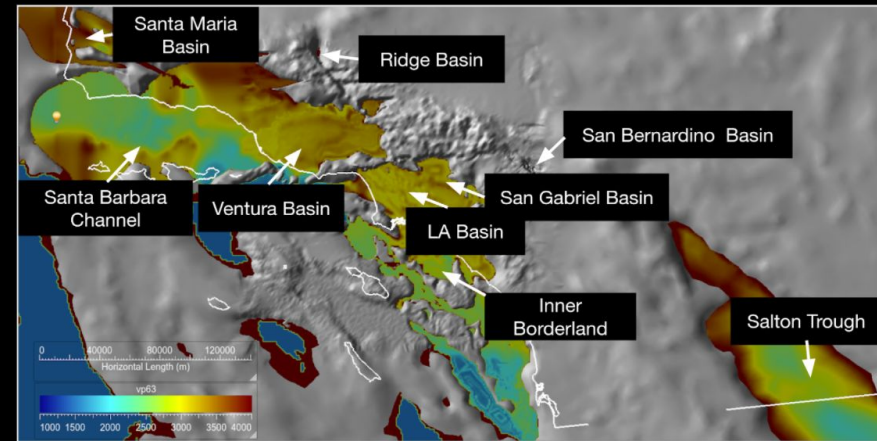 Santa Maria
Basin
Ridge Basin
San Bernardino Basin
Santa Barbara
Channel
Ventura Basin
San Gabriel Basin
LA Basin
Inner
Borderland
Salton Trough
0 40000 80000 120000
Horizontal Length (m)
vp63
1000 1500 2000 2500 3000 3500 4000